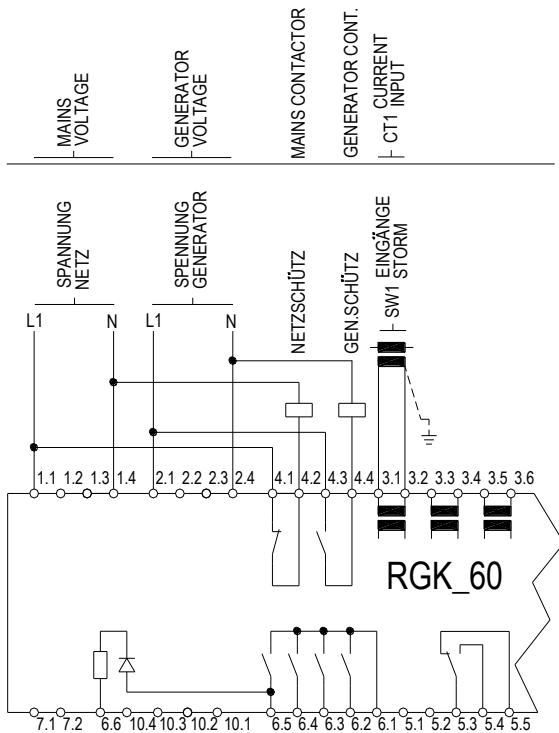 MAINS
VOLTAGE
GENERATOR
VOLTAGE
MAINS CONTACTOR
GENERATOR CONT.
CT1 CURRENT
INPUT
SPANNUNG
NETZ
SPENNUNG
GENERATOR
NETZSCHÜTZ
GEN.SCHÜTZ
SW1 EINGÄNGE
STORM
L1 N L1 N
1.1 1.2 1.3 1.4 2.1 2.2 2.3 2.4 4.1 4.2 4.3 4.4 3.1 3.2 3.3 3.4 3.5 3.6
RGK_60
7.1 7.2 6.6 10.4 10.3 10.2 10.1 6.5 6.4 6.3 6.2 6.1 5.1 5.2 5.3 5.4 5.5